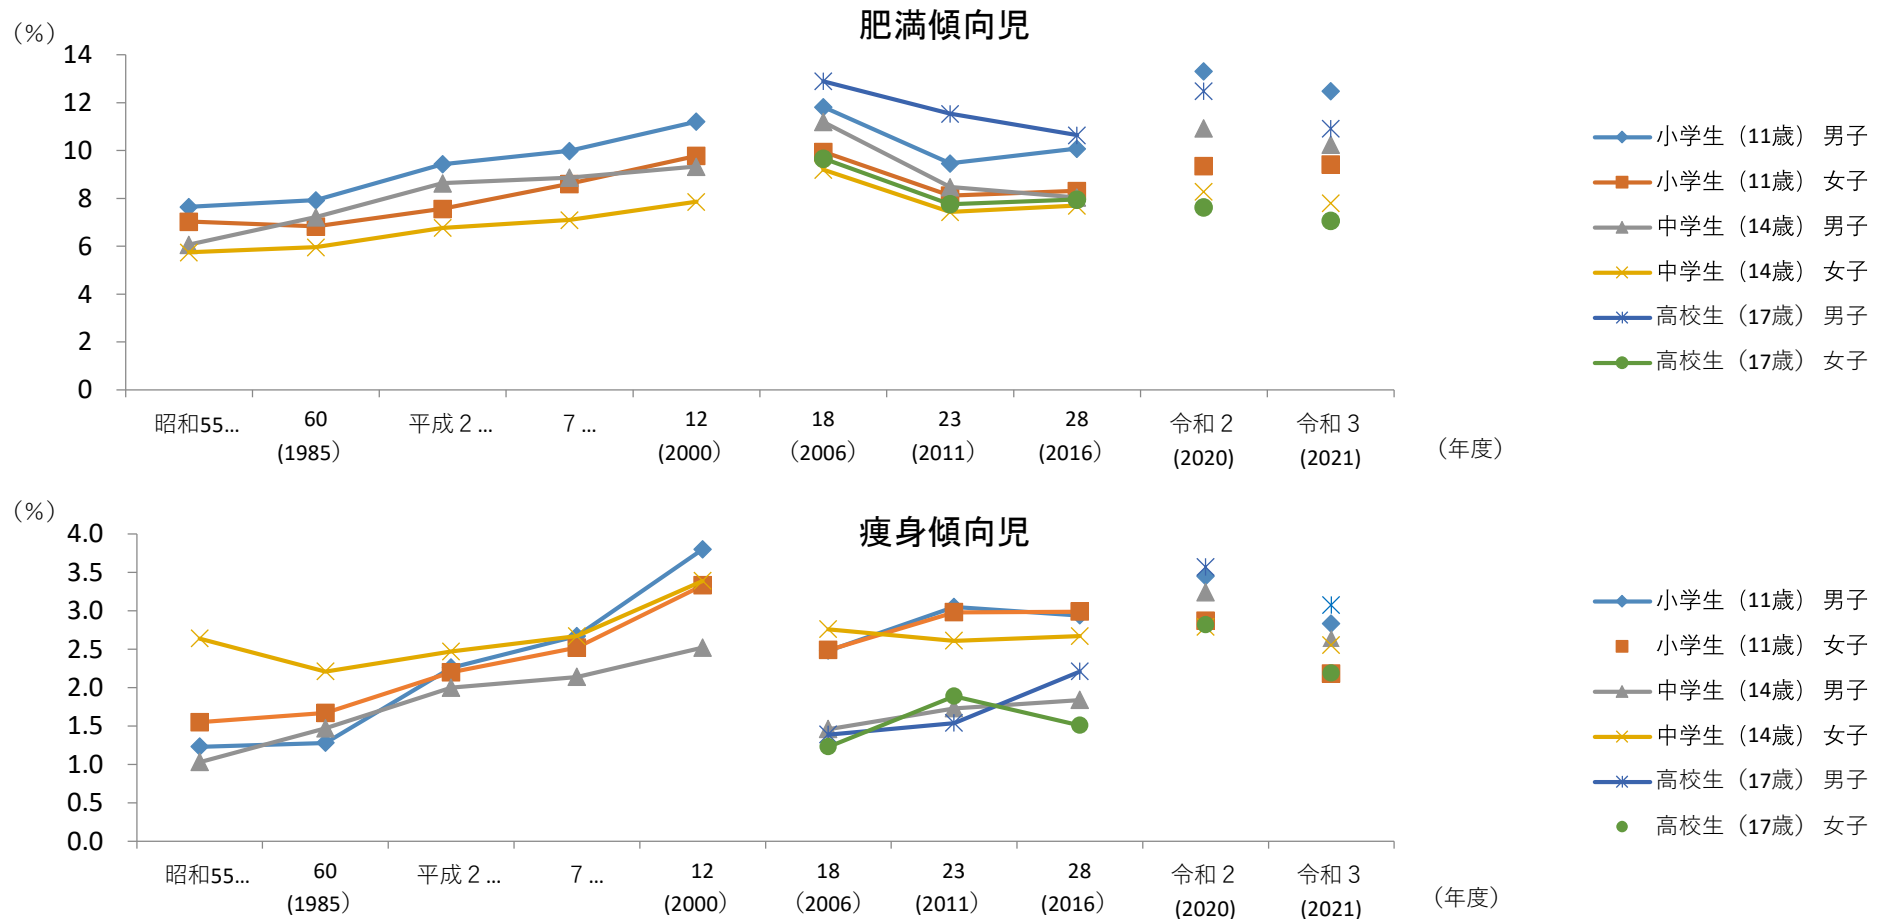 肥満傾向児
（%）
14
12
10
8
6
4
2
0
昭和55... 60 平成２... ７... 12 18 23 28 令和２ 令和３
(1985） (2000） （2006） (2011） (2016） (2020) (2021)
（年度）
小学生（11歳） 男子
小学生（11歳） 女子
中学生（14歳） 男子
中学生（14歳） 女子
高校生（17歳） 男子
高校生（17歳） 女子
痩身傾向児
（%）
4.0
3.5
3.0
2.5
2.0
1.5
1.0
0.5
0.0
昭和55... 60 平成２... ７... 12 18 23 28 令和２ 令和３
(1985） (2000） （2006） (2011） (2016） (2020) (2021)
（年度）
小学生（11歳） 男子
小学生（11歳） 女子
中学生（14歳） 男子
中学生（14歳） 女子
高校生（17歳） 男子
高校生（17歳） 女子